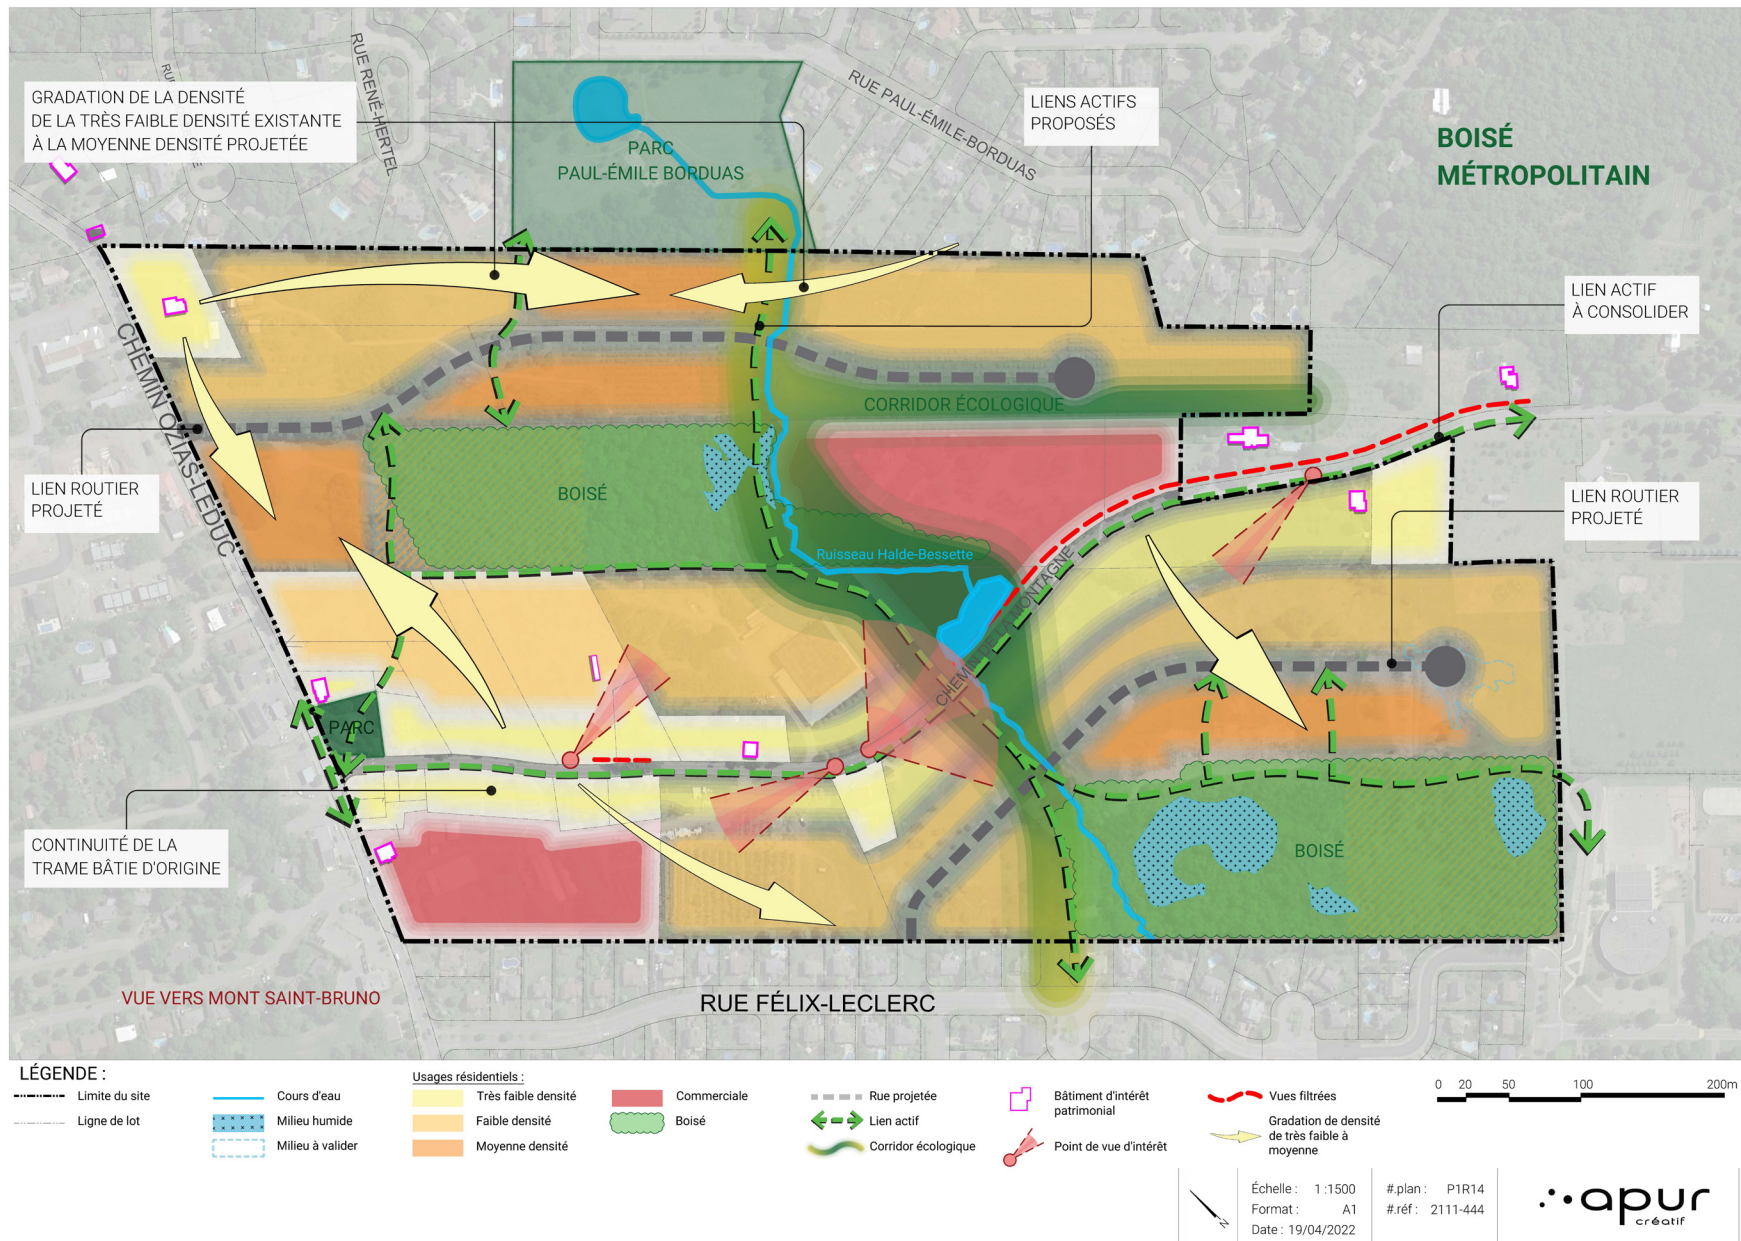 RUE RENÉ-HERTEL
GRADATION DE LA DENSITÉ
DE LA TRÈS FAIBLE DENSITÉ EXISTANTE
À LA MOYENNE DENSITÉ PROJETÉE
PARC
PAUL-ÉMILE BORDUAS
RUE PAUL-ÉMILE-BORDUAS
LIENS ACTIFS
PROPOSÉS
BOISÉ
MÉTROPOLITAIN
LIEN ACTIF
À CONSOLIDER
CHEMIN OZIAS-LEDUC
CORRIDOR ÉCOLOGIQUE
LIEN ROUTIER
PROJETÉ
BOISÉ
LIEN ROUTIER
PROJETÉ
Ruisseau Halde-Bessette
CHEMIN DE LA MONTAGNE
PARC
CONTINUITÉ DE LA
TRAME BÂTIE D'ORIGINE
BOISÉ
VUE VERS MONT SAINT-BRUNO
RUE FÉLIX-LECLERC
LÉGENDE :
Limite du site
Ligne de lot
Cours d'eau
Milieu humide
Milieu à valider
Usages résidentiels :
Très faible densité
Faible densité
Moyenne densité
Commerciale
Boisé
Rue projetée
Lien actif
Corridor écologique
Bâtiment d'intérêt
patrimonial
Point de vue d'intérêt
Vues filtrées
Gradation de densité
de très faible à
moyenne
0 20 50 100 200m
N
Échelle : 1 :1500
Format : A1
Date : 19/04/2022
#.plan : P1R14
#.réf : 2111-444
apur
créatif